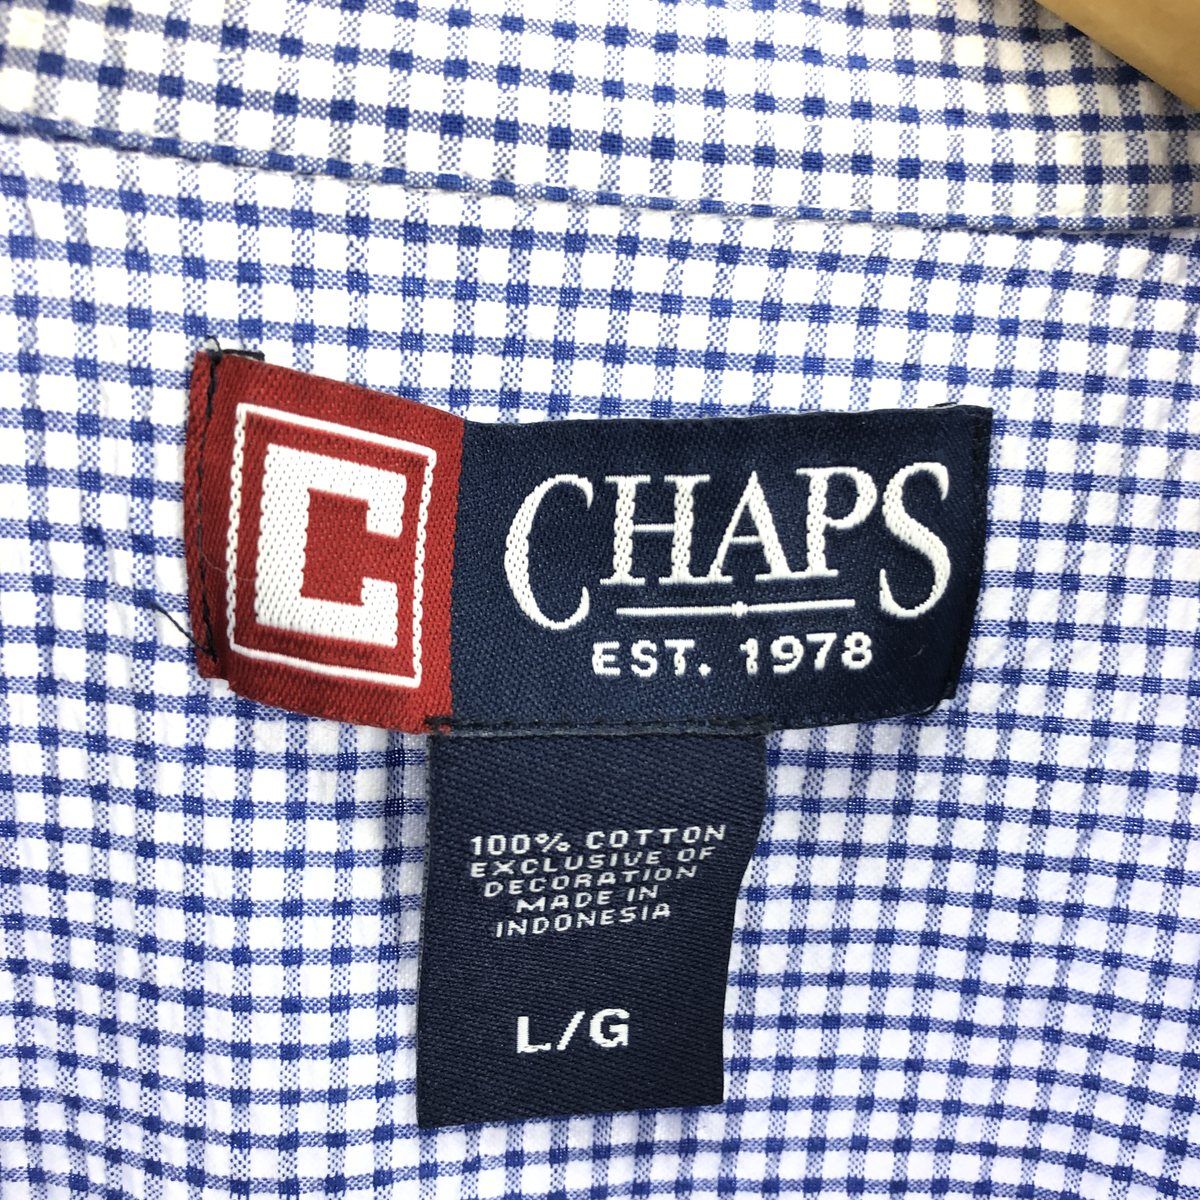 C
CHAPS
EST. 1978
100% COTTON
EXCLUSIVE OF
DECORATION
MADE IN
INDONESIA
L/G